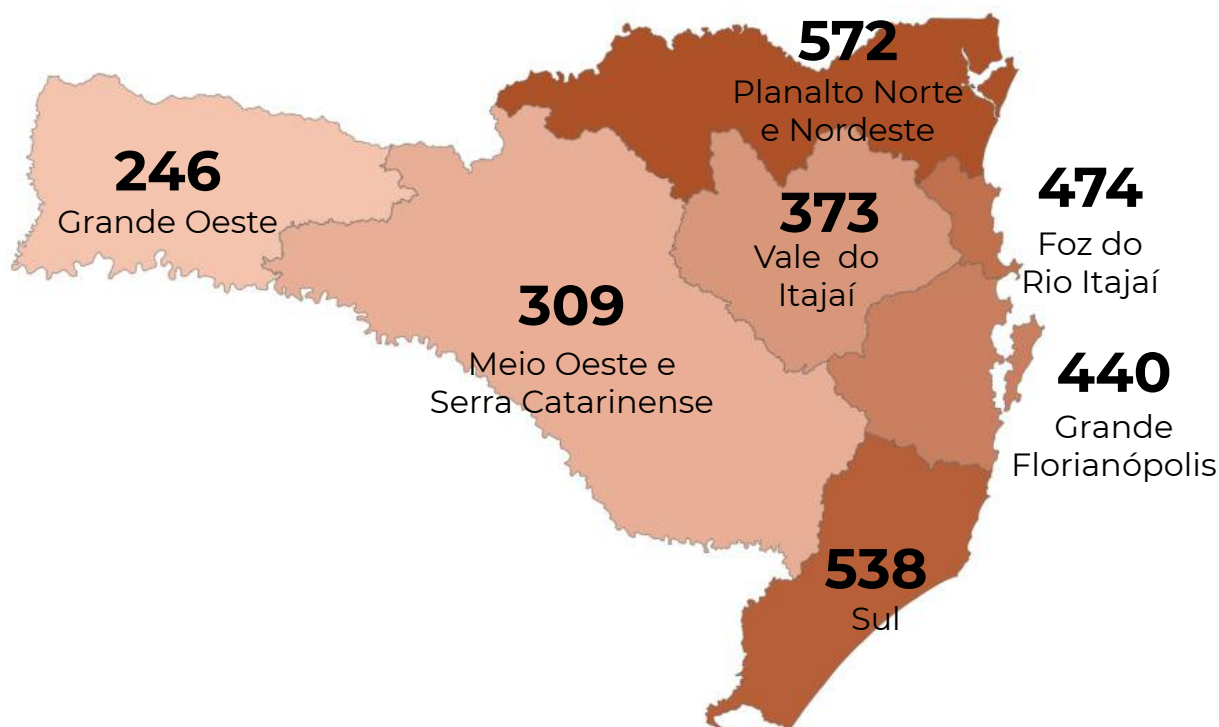 572
Planalto Norte
e Nordeste
246
Grande Oeste
373
Vale do
Itajaí
474
Foz do
Rio Itajaí
309
Meio Oeste e
Serra Catarinense
440
Grande
Florianópolis
538
Sul